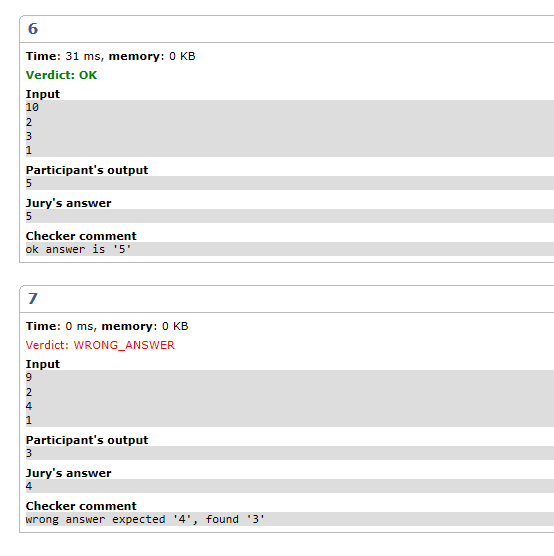 6
Time: 31 ms, memory: 0 KB
Verdict: OK
Input
10
2
3
1
Participant's output
5
Jury's answer
5
Checker comment
ok answer is '5'
7
Time: 0 ms, memory: 0 KB
Verdict: WRONG_ANSWER
Input
9
2
4
1
Participant's output
3
Jury's answer
4
Checker comment
wrong answer expected '4', found '3'